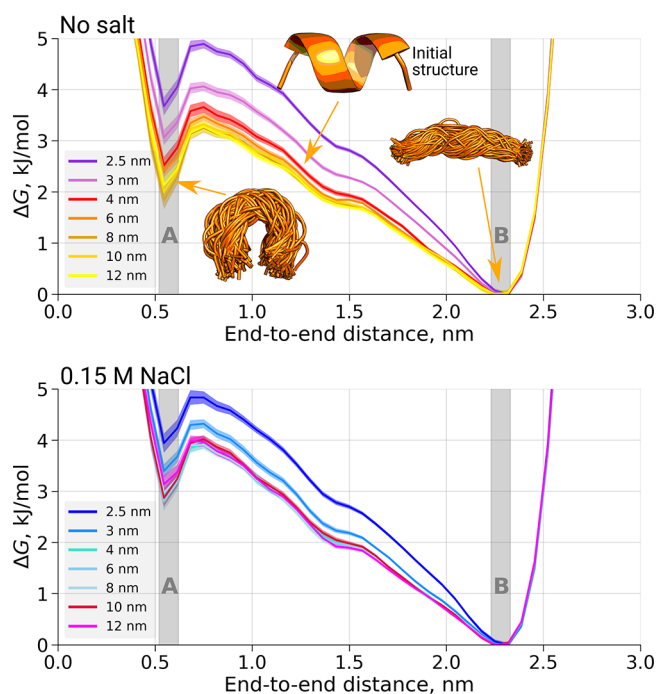 No salt
5
4
3
2
1
0
ΔG, kJ/mol
Initial
structure
2.5 nm
3 nm
4 nm
6 nm
8 nm
10 nm
12 nm
A
B
0.0 0.5 1.0 1.5 2.0 2.5 3.0
End-to-end distance, nm
0.15 M NaCl
5
4
3
2
1
0
ΔG, kJ/mol
2.5 nm
3 nm
4 nm
6 nm
8 nm
10 nm
12 nm
A
B
0.0 0.5 1.0 1.5 2.0 2.5 3.0
End-to-end distance, nm